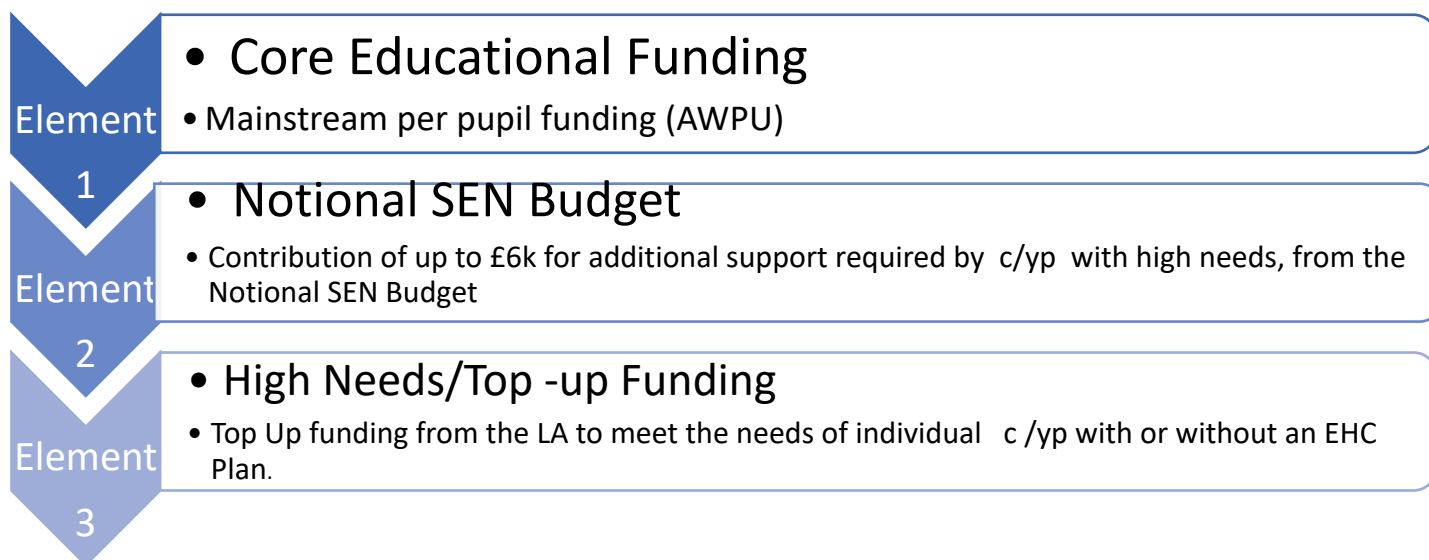 Element
1
• Core Educational Funding
• Mainstream per pupil funding (AWPU)
Element
2
• Notional SEN Budget
• Contribution of up to £6k for additional support required by c/yp with high needs, from the
Notional SEN Budget
Element
3
• High Needs/Top -up Funding
• Top Up funding from the LA to meet the needs of individual c /yp with or without an EHC
Plan.